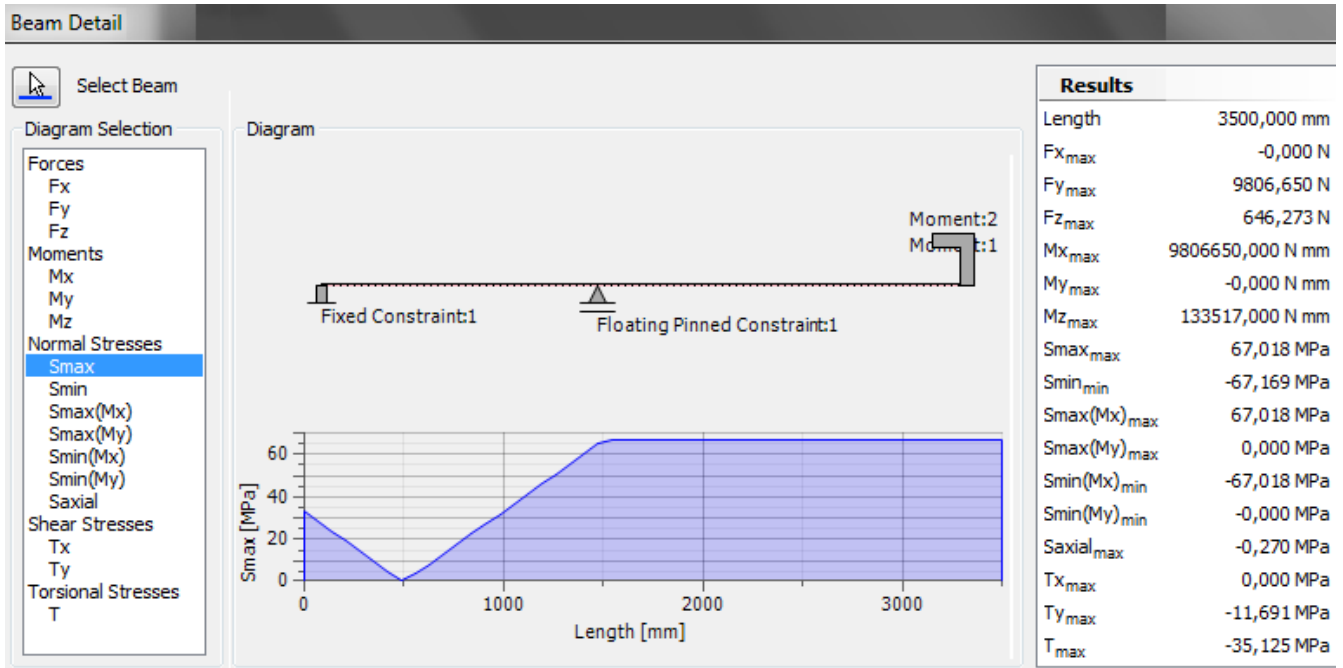 Beam Detail
Select Beam
Diagram Selection
Forces
Fx
Fy
Fz
Moments
Mx
My
Mz
Normal Stresses
Smax
Smin
Smax(Mx)
Smax(My)
Smin(Mx)
Smin(My)
Saxial
Shear Stresses
Tx
Ty
Torsional Stresses
T
Diagram
Moment:2
Moment:1
Fixed Constraint:1
Floating Pinned Constraint:1
Smax [MPa]
60
40
20
0
0 1000 2000 3000
Length [mm]
Results
Length 3500,000 mm
Fxmax -0,000 N
Fymax 9806,650 N
Fzmax 646,273 N
Mxmax 9806650,000 N mm
Mymax -0,000 N mm
Mzmax 133517,000 N mm
Smaxmax 67,018 MPa
Sminmin -67,169 MPa
Smax(Mx)max 67,018 MPa
Smax(My)max 0,000 MPa
Smin(Mx)min -67,018 MPa
Smin(My)min -0,000 MPa
Saxialmax -0,270 MPa
Txmax 0,000 MPa
Tymax -11,691 MPa
Tmax -35,125 MPa